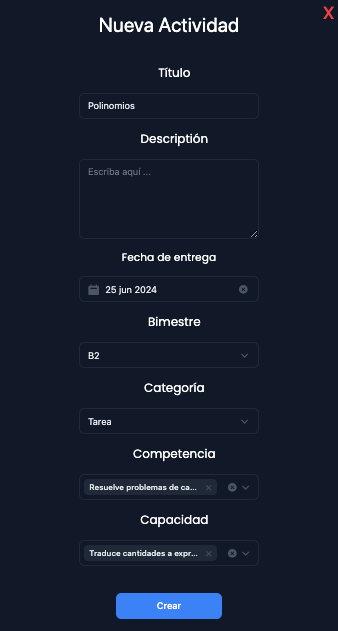 X
Nueva Actividad
Título
Polinomios
Descriptión
Escriba aquí ...
Fecha de entrega
25 jun 2024
Bimestre
B2
Categoría
Tarea
Competencia
Resuelve problemas de ca...
Capacidad
Traduce cantidades a expr...
Crear